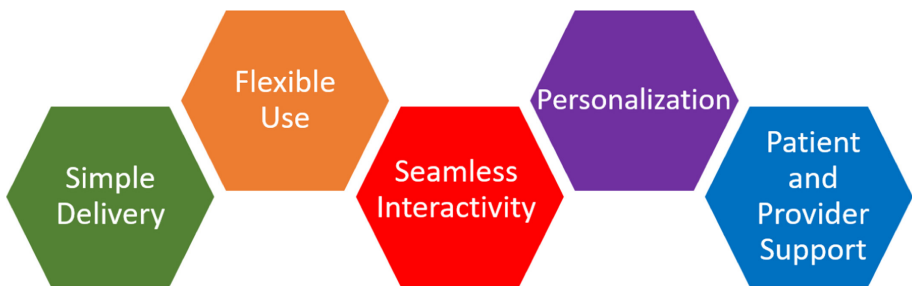 Simple
Delivery
Flexible
Use
Seamless
Interactivity
Personalization
Patient
and
Provider
Support